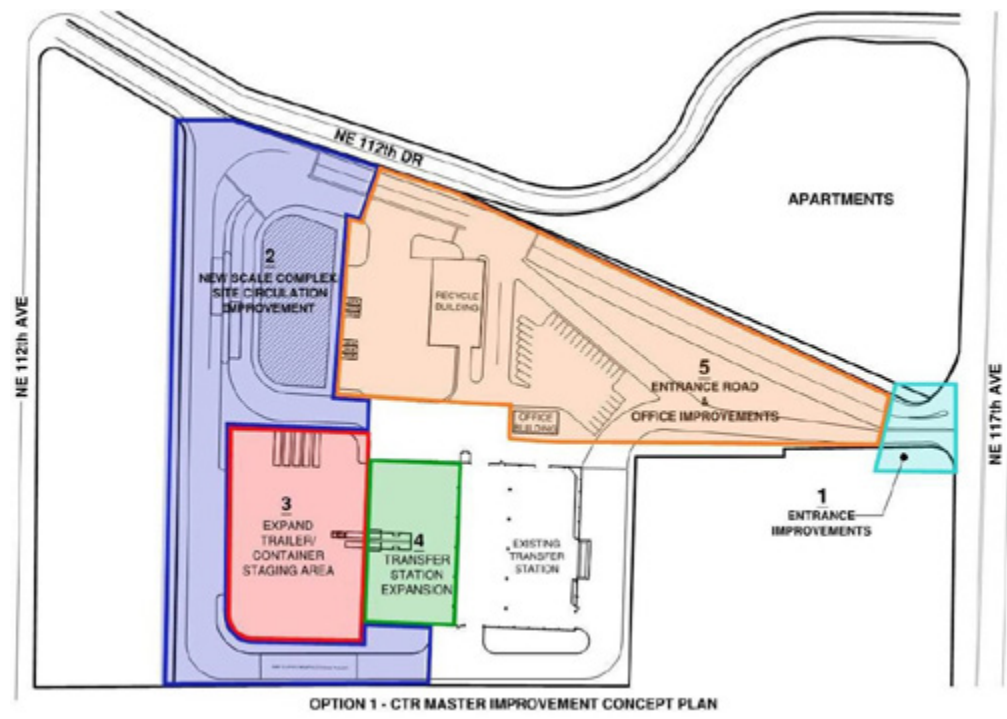 NE 112th DR
APARTMENTS
2
NEW SCALE COMPLEX
SITE CIRCULATION
IMPROVEMENT
RECYCLE
BUILDING
NE 112th AVE
5
ENTRANCE ROAD
&
OFFICE IMPROVEMENTS
NE 117th AVE
OFFICE
BUILDING
3
EXPAND
TRAILER/
CONTAINER
STAGING AREA
4
TRANSFER
STATION
EXPANSION
EXISTING
TRANSFER
STATION
1
ENTRANCE
IMPROVEMENTS
OPTION 1 - CTR MASTER IMPROVEMENT CONCEPT PLAN